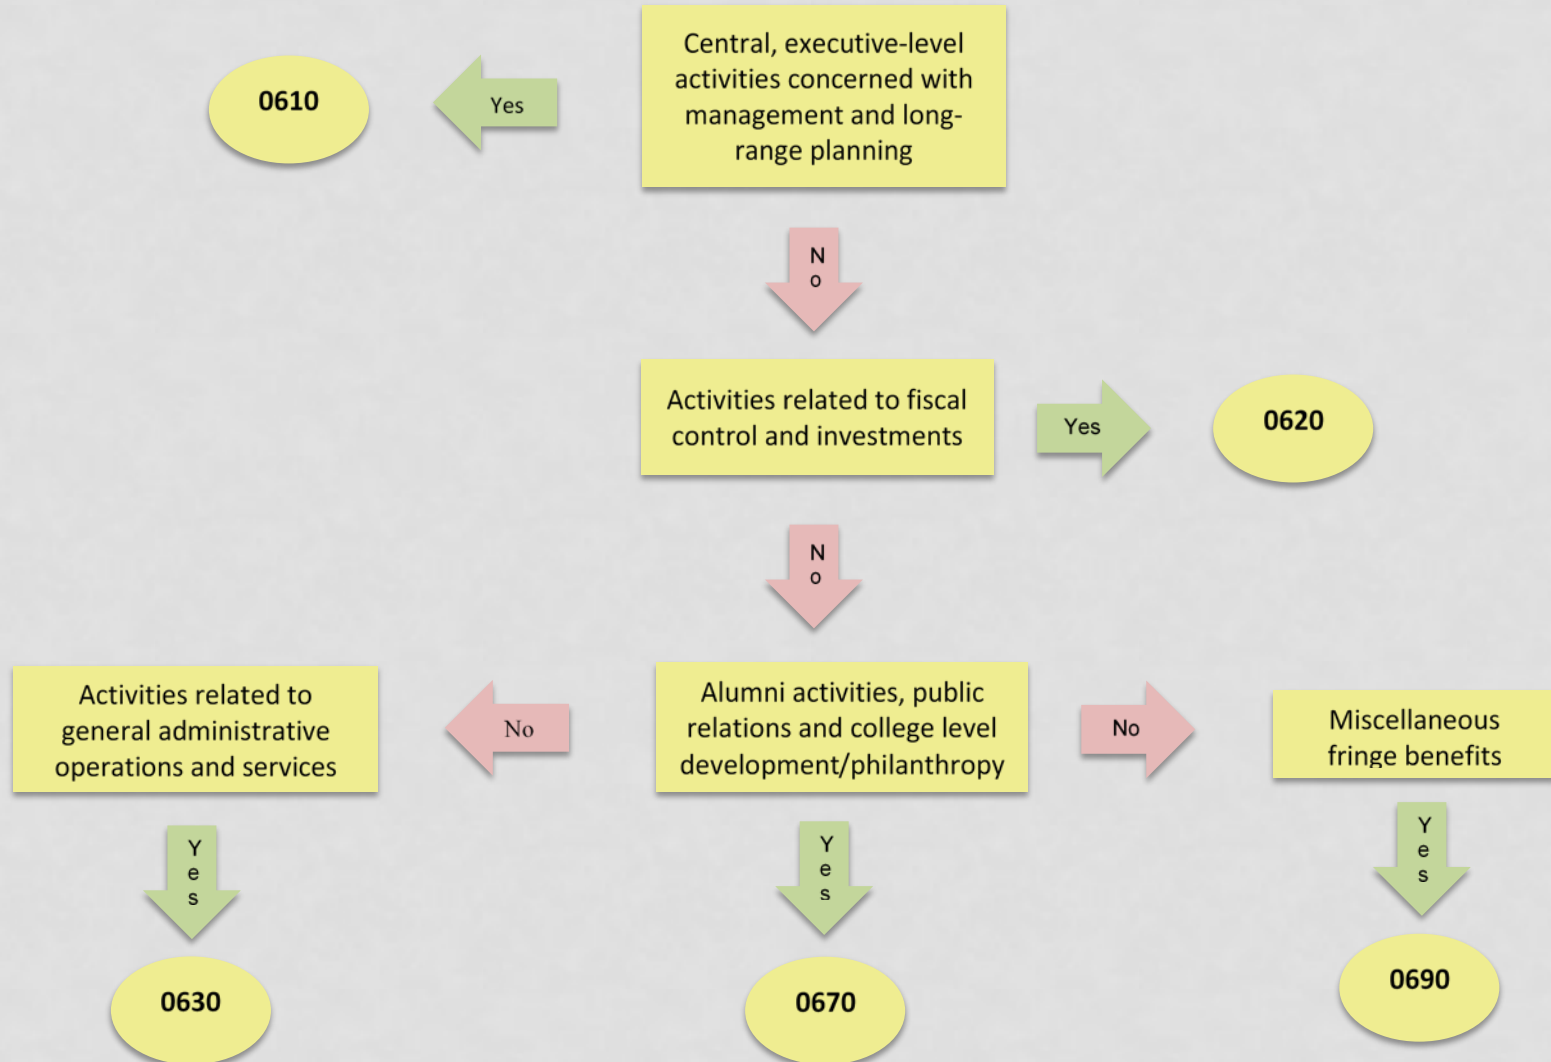 Central, executive-level
activities concerned with
management and long-
range planning
Yes
0610
N
o
Activities related to fiscal
control and investments
Yes
0620
N
o
Alumni activities, public
relations and college level
development/philanthropy
No
Activities related to
general administrative
operations and services
No
Miscellaneous
fringe benefits
Y
e
s
0630
Y
e
s
0670
Y
e
s
0690